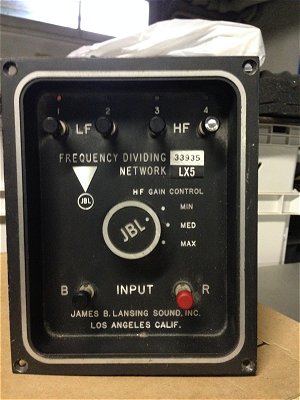 1 2 3 4
LF HF
FREQUENCY DIVIDING 33935
NETWORK LX5
JBL
HF GAIN CONTROL
JBL
MIN
MED
MAX
B INPUT R
JAMES B. LANSING SOUND, INC.
LOS ANGELES CALIF.